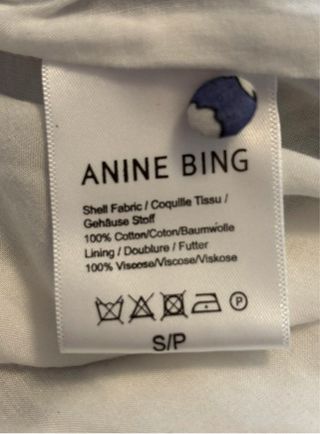 ANINE BING
Shell Fabric / Coquille Tissu /
Gehäuse Stoff
100% Cotton/Coton/Baumwolle
Lining / Doublure / Futter
100% Viscose/Viscose/Viskose
P
S/P